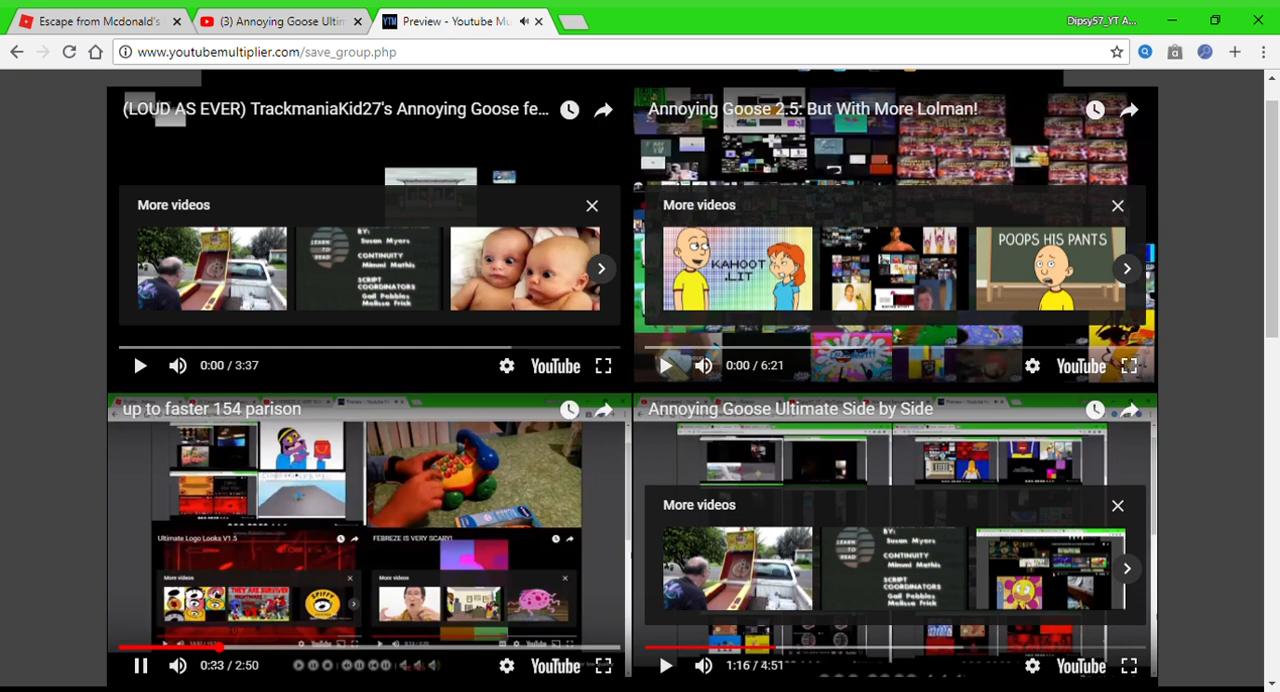 Escape from Mcdonald's
(3) Annoying Goose Ultim
YTM
Preview - Youtube Mu
Dipsy57_YT A...
www.youtubemultiplier.com/save_group.php
(LOUD AS EVER) TrackmaniaKid27's Annoying Goose fe...
Annoying Goose 2.5: But With More Lolman!
More videos
More videos
LEARN TO READ
BY:
Susan Myers
CONTINUITY
Mimmi Mathis
SCRIPT
COORDINATORS
Gail Pebbles
Melissa Frick
KAHOOT
.LIT
POOPS HIS PANTS
0:00 / 3:37
YouTube
0:00 / 6:21
YouTube
up to faster 154 parison
Annoying Goose Ultimate Side by Side
More videos
LEARN TO READ
BY:
Susan Myers
CONTINUITY
Mimmi Mathis
SCRIPT
COORDINATORS
Gail Pebbles
Melissa Frick
Ultimate Logo Looks V1.5
FEBREZE IS VERY SCARY!
More videos
More videos
THEY ARE SURVIVER
SPIFFY
YouTube
YouTube
0:33 / 2:50
YouTube
1:16 / 4:51
YouTube